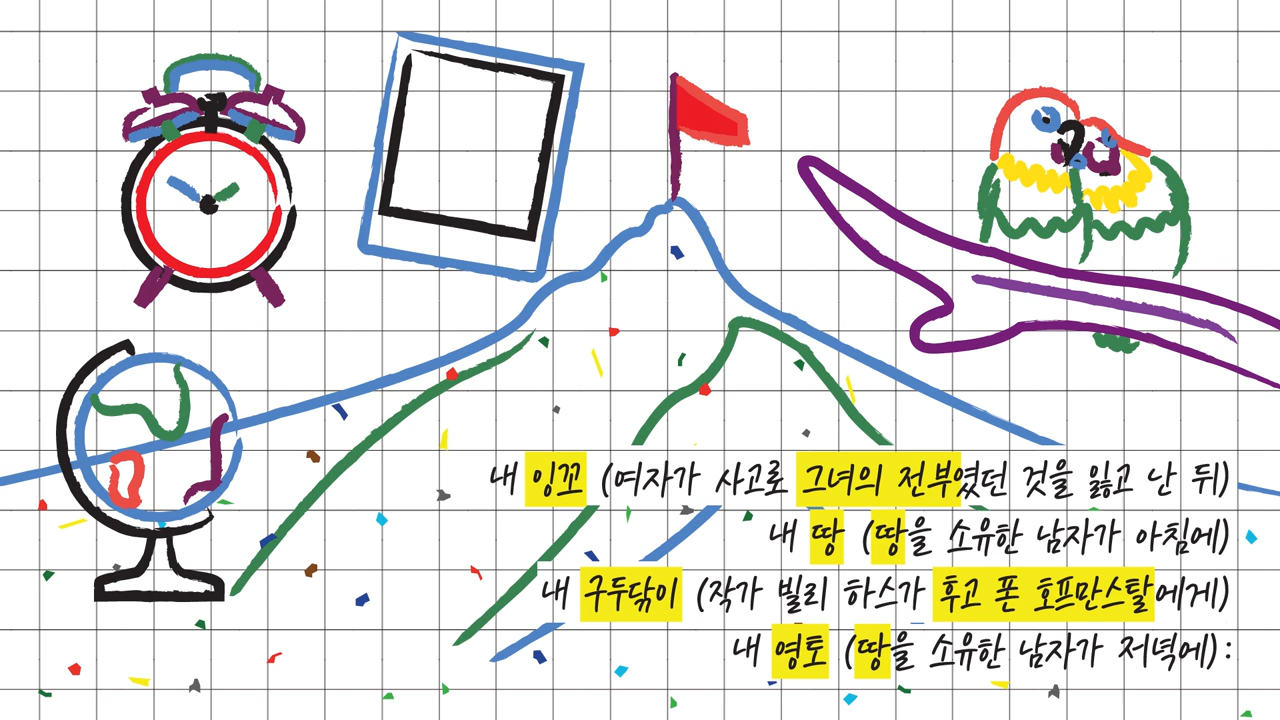 내 잉꼬 (여자가 사고로 그녀의 전부였던 것을 잃고 난 뒤)
내 땅 (땅을 소유한 남자가 아침에)
내 구두닦이 (작가 빌리 하스가 후고 폰 호프만스탈에게)
내 영토 (땅을 소유한 남자가 저녁에):